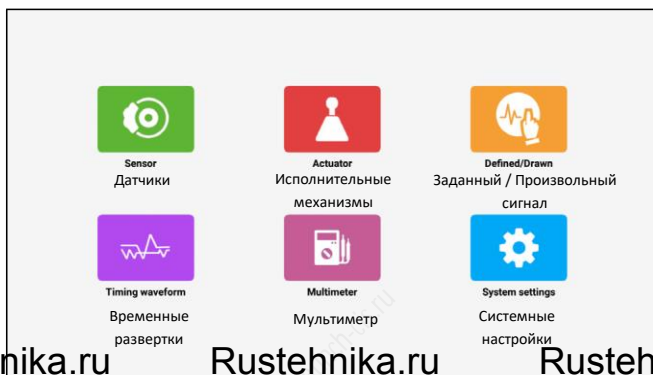 Sensor
Датчики
Actuator
Исполнительные
механизмы
Defined/Drawn
Заданный / Произвольный
сигнал
Timing waveform
Временные
развертки
Multimeter
Мультиметр
System settings
Системные
настройки
nika.ru Rustehnika.ru Rusteh